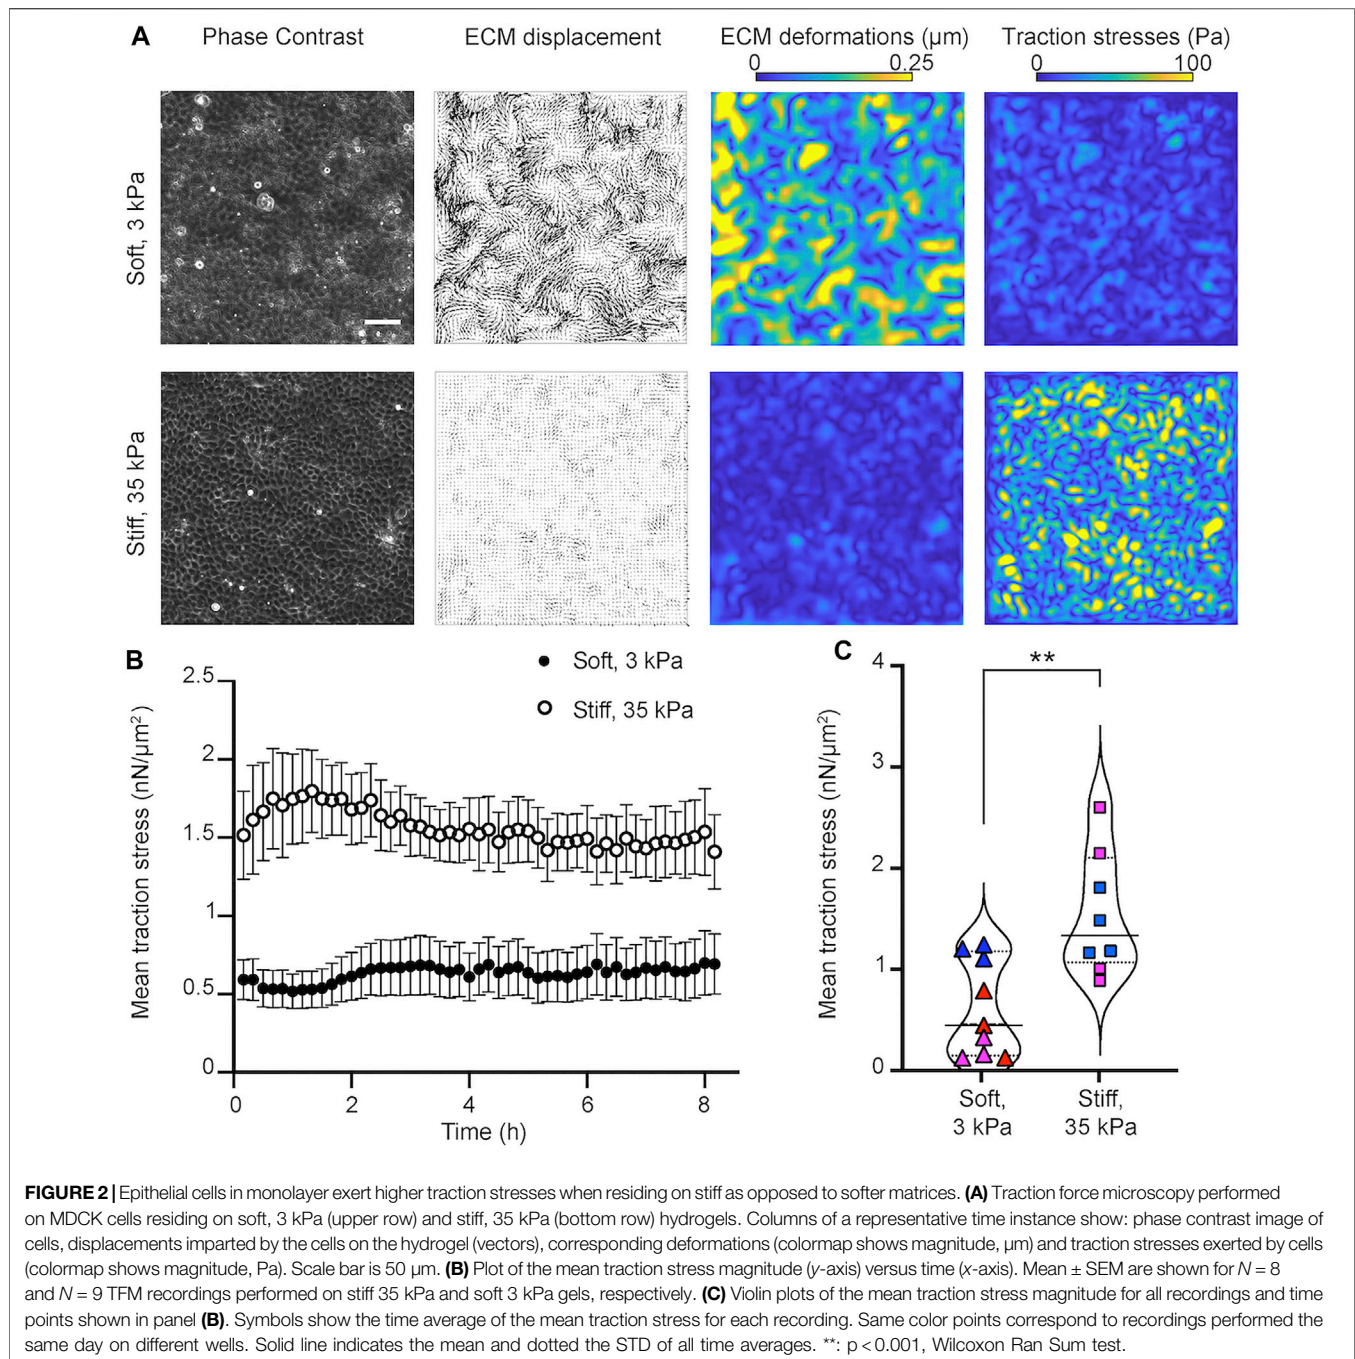 A
Phase Contrast
ECM displacement
ECM deformations (µm)
Traction stresses (Pa)
0
0.25
0
100
Soft, 3 kPa
Stiff, 35 kPa
B
Soft, 3 kPa
Stiff, 35 kPa
Mean traction stress (nN/µm²)
2.5
2
1.5
1
0.5
0
0
2
4
6
8
Time (h)
C
**
Mean traction stress (nN/µm²)
4
3
2
1
0
Soft,
3 kPa
Stiff,
35 kPa
FIGURE 2 | Epithelial cells in monolayer exert higher traction stresses when residing on stiff as opposed to softer matrices. (A) Traction force microscopy performed
on MDCK cells residing on soft, 3 kPa (upper row) and stiff, 35 kPa (bottom row) hydrogels. Columns of a representative time instance show: phase contrast image of
cells, displacements imparted by the cells on the hydrogel (vectors), corresponding deformations (colormap shows magnitude, µm) and traction stresses exerted by cells
(colormap shows magnitude, Pa). Scale bar is 50 µm. (B) Plot of the mean traction stress magnitude (y-axis) versus time (x-axis). Mean ± SEM are shown for N = 8
and N = 9 TFM recordings performed on stiff 35 kPa and soft 3 kPa gels, respectively. (C) Violin plots of the mean traction stress magnitude for all recordings and time
points shown in panel (B). Symbols show the time average of the mean traction stress for each recording. Same color points correspond to recordings performed the
same day on different wells. Solid line indicates the mean and dotted the STD of all time averages. **: p < 0.001, Wilcoxon Ran Sum test.